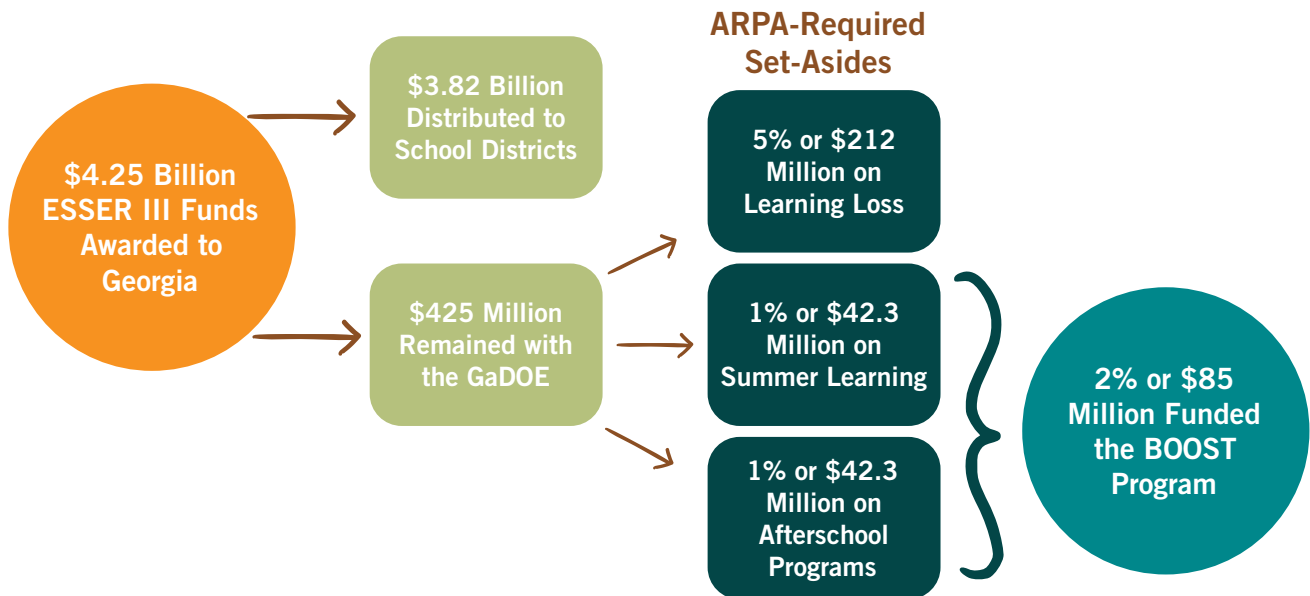 $4.25 Billion
ESSER III Funds
Awarded to
Georgia
$3.82 Billion
Distributed to
School Districts
$425 Million
Remained with
the GaDOE
ARPA-Required
Set-Asides
5% or $212
Million on
Learning Loss
1% or $42.3
Million on
Summer Learning
1% or $42.3
Million on
Afterschool
Programs
2% or $85
Million Funded
the BOOST
Program